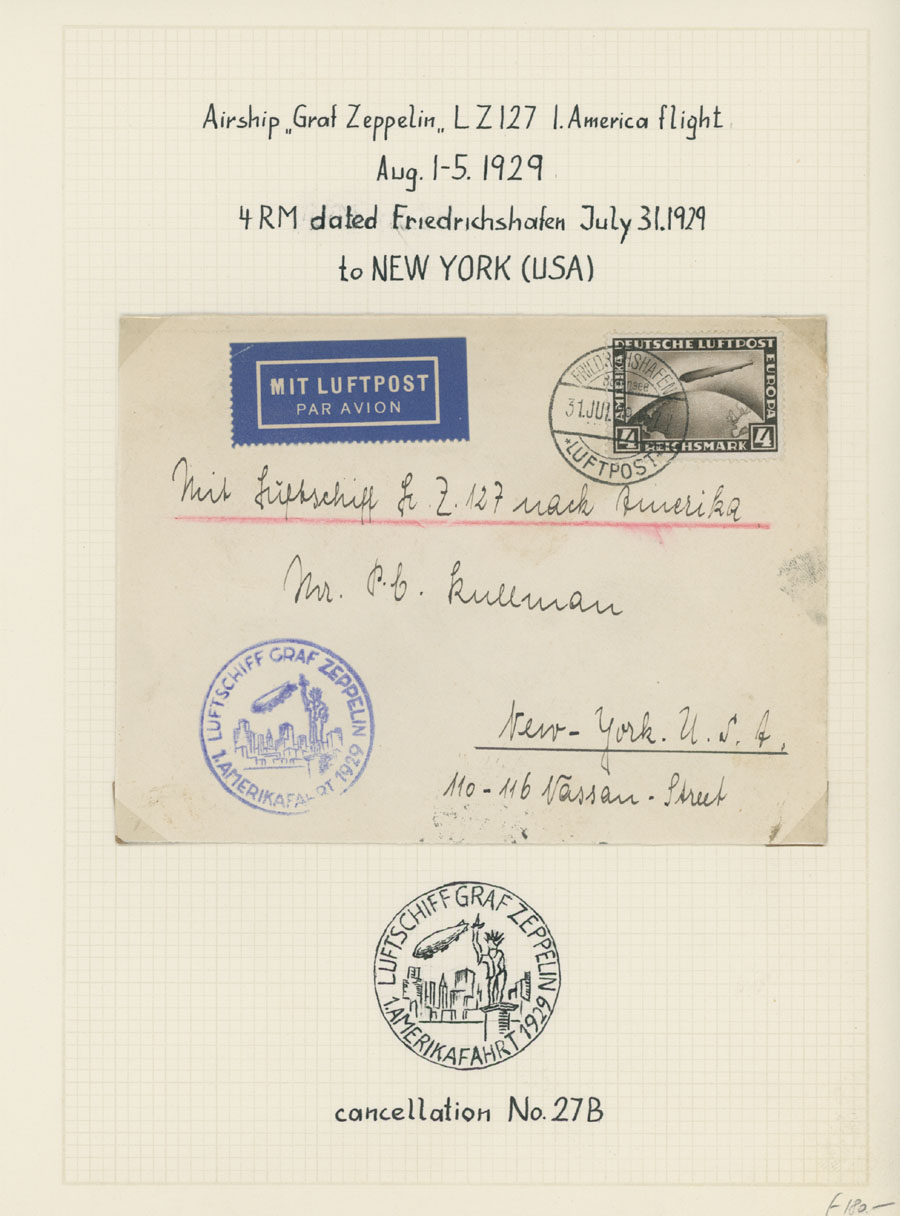 Airship „Graf Zeppelin„ LZ127 1. America flight
Aug. 1-5. 1929
4 RM dated Friedrichshafen July 31.1929
to NEW YORK (USA)
MIT LUFTPOST
PAR AVION
DEUTSCHE LUFTPOST
AMERIKA
EUROPA
4 REICHSMARK 4
FRIEDRICHSHAFEN
31.JUL
*LUFTPOST*
Mit Luftschiff L. Z. 127 nach Amerika
Mr. P. C. Kullman
New-York. U. S. A.
110-116 Nassau-Street
LUFTSCHIFF GRAF ZEPPELIN
1. AMERIKAFAHRT 1929
LUFTSCHIFF GRAF ZEPPELIN
1. AMERIKAFAHRT 1929
cancellation No. 27B
F 180.—